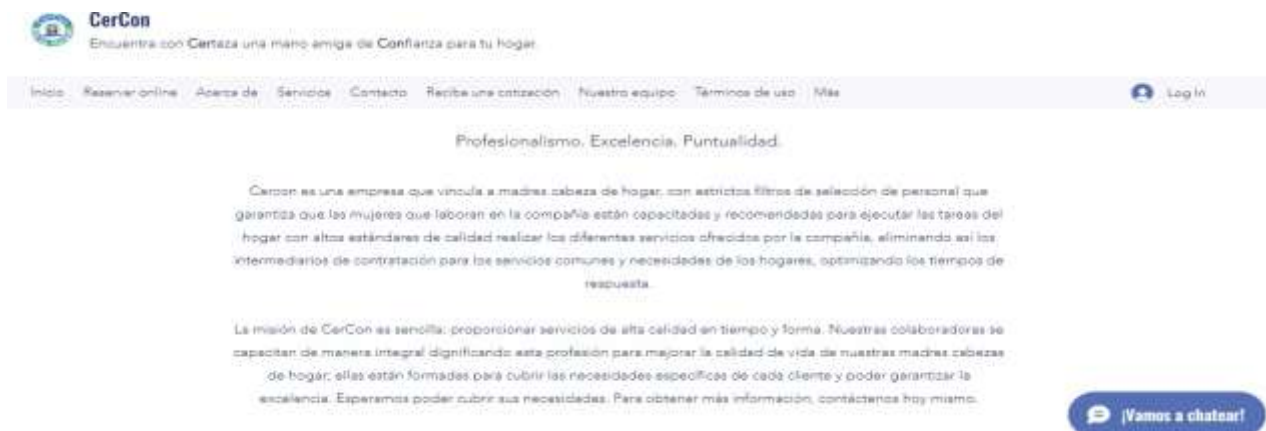 CerCon
Encuentra con Certeza una mano amiga de Confianza para tu hogar.
Inicio Reservar online Acerca de Servicios Contacto Reciba una cotización Nuestro equipo Términos de uso Más Log In
Profesionalismo. Excelencia. Puntualidad.
Cercon es una empresa que vincula a madres cabeza de hogar, con estrictos filtros de selección de personal que
garantiza que las mujeres que laboran en la compañía están capacitadas y recomendadas para ejecutar las tareas del
hogar con altos estándares de calidad realizar los diferentes servicios ofrecidos por la compañía, eliminando así los
intermediarios de contratación para los servicios comunes y necesidades de los hogares, optimizando los tiempos de
respuesta.
La misión de CerCon es sencilla: proporcionar servicios de alta calidad en tiempo y forma. Nuestras colaboradoras se
capacitan de manera integral dignificando esta profesión para mejorar la calidad de vida de nuestras madres cabezas
de hogar; ellas están formadas para cubrir las necesidades específicas de cada cliente y poder garantizar la
excelencia. Esperamos poder cubrir sus necesidades. Para obtener más información, contáctenos hoy mismo.
¡Vamos a chatear!